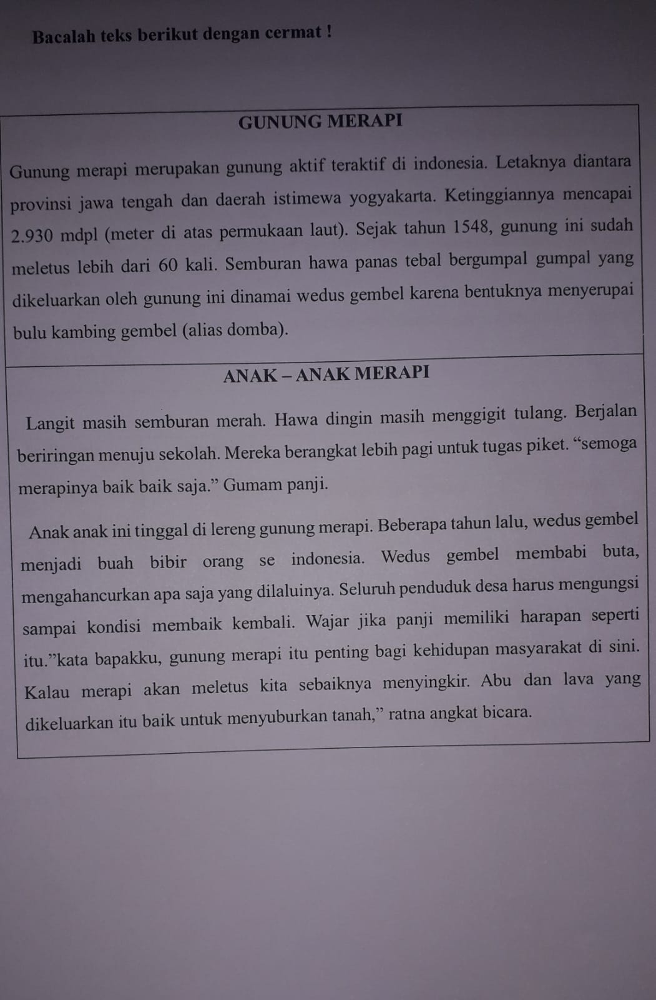 Bacalah teks berikut dengan cermat !
GUNUNG MERAPI
Gunung merapi merupakan gunung aktif teraktif di indonesia. Letaknya diantara
provinsi jawa tengah dan daerah istimewa yogyakarta. Ketinggiannya mencapai
2.930 mdpl (meter di atas permukaan laut). Sejak tahun 1548, gunung ini sudah
meletus lebih dari 60 kali. Semburan hawa panas tebal bergumpal gumpal yang
dikeluarkan oleh gunung ini dinamai wedus gembel karena bentuknya menyerupai
bulu kambing gembel (alias domba).
ANAK – ANAK MERAPI
Langit masih semburan merah. Hawa dingin masih menggigit tulang. Berjalan
beriringan menuju sekolah. Mereka berangkat lebih pagi untuk tugas piket. “semoga
merapinya baik baik saja.” Gumam panji.
Anak anak ini tinggal di lereng gunung merapi. Beberapa tahun lalu, wedus gembel
menjadi buah bibir orang se indonesia. Wedus gembel membabi buta,
mengahancurkan apa saja yang dilaluinya. Seluruh penduduk desa harus mengungsi
sampai kondisi membaik kembali. Wajar jika panji memiliki harapan seperti
itu.”kata bapakku, gunung merapi itu penting bagi kehidupan masyarakat di sini.
Kalau merapi akan meletus kita sebaiknya menyingkir. Abu dan lava yang
dikeluarkan itu baik untuk menyuburkan tanah,” ratna angkat bicara.